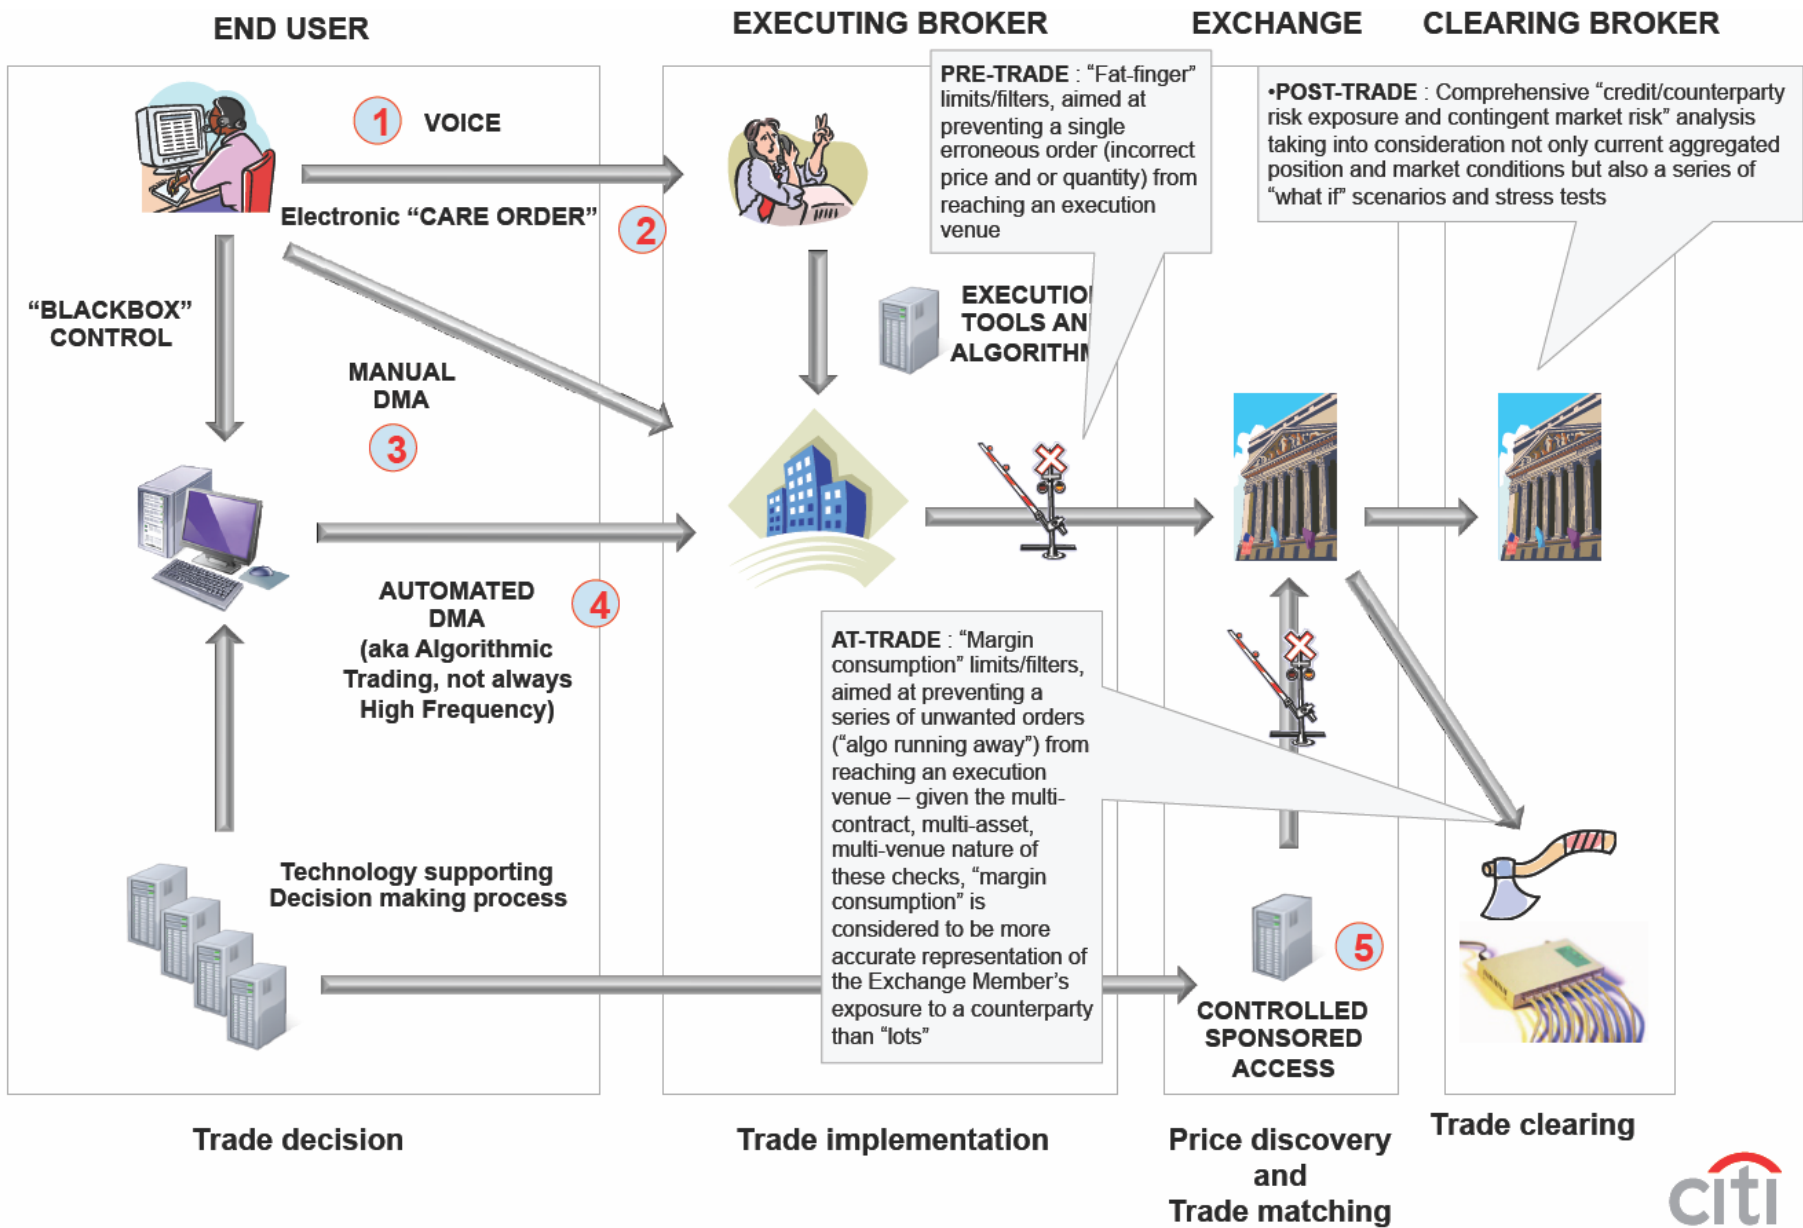 END USER
EXECUTING BROKER
EXCHANGE
CLEARING BROKER
1
VOICE
Electronic “CARE ORDER”
2
“BLACKBOX”
CONTROL
MANUAL
DMA
3
AUTOMATED
DMA
(aka Algorithmic
Trading, not always
High Frequency)
4
Technology supporting
Decision making process
PRE-TRADE : “Fat-finger”
limits/filters, aimed at
preventing a single
erroneous order (incorrect
price and or quantity) from
reaching an execution
venue
EXECUTIO
TOOLS AN
ALGORITHM
AT-TRADE : “Margin
consumption” limits/filters,
aimed at preventing a
series of unwanted orders
(“algo running away”) from
reaching an execution
venue – given the multi-
contract, multi-asset,
multi-venue nature of
these checks, “margin
consumption” is
considered to be more
accurate representation of
the Exchange Member’s
exposure to a counterparty
than “lots”
5
CONTROLLED
SPONSORED
ACCESS
•POST-TRADE : Comprehensive “credit/counterparty
risk exposure and contingent market risk” analysis
taking into consideration not only current aggregated
position and market conditions but also a series of
“what if” scenarios and stress tests
Trade decision
Trade implementation
Price discovery
and
Trade matching
Trade clearing
citi